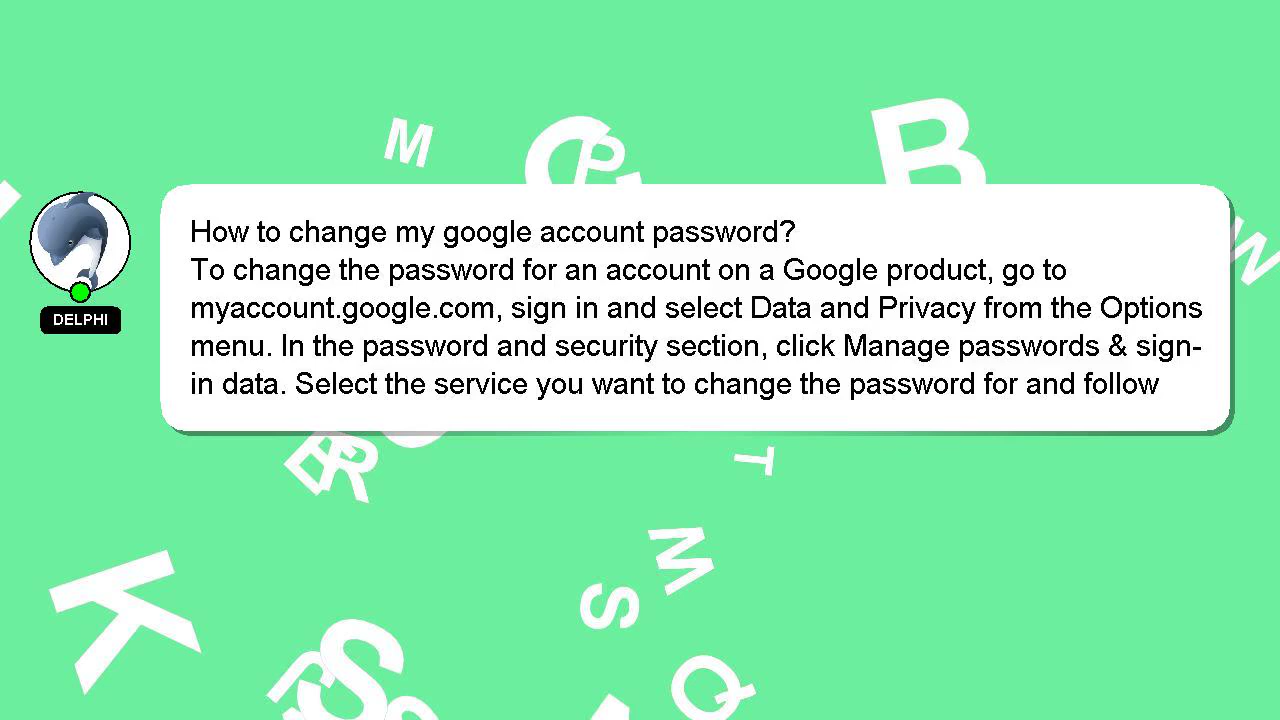 How to change my google account password?
To change the password for an account on a Google product, go to
myaccount.google.com, sign in and select Data and Privacy from the Options
menu. In the password and security section, click Manage passwords & sign-
in data. Select the service you want to change the password for and follow
DELPHI
M
C
P
B
W
R
T
M
S
K
S
Q